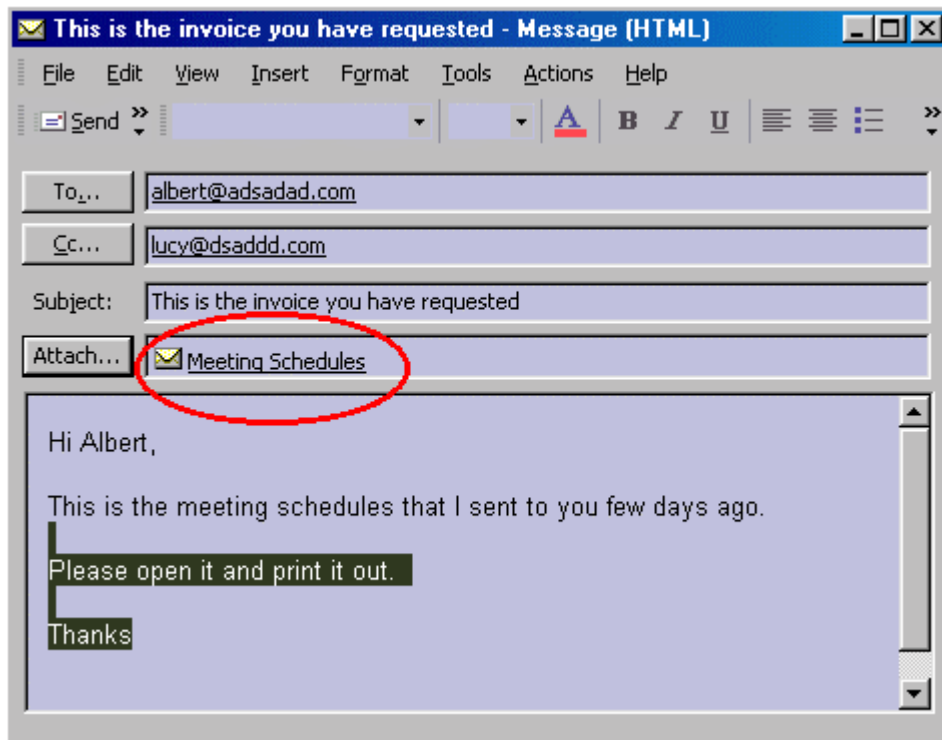 This is the invoice you have requested - Message (HTML)
File Edit View Insert Format Tools Actions Help
Send A B I U
To... albert@adsadad.com
Cc... lucy@dsaddd.com
Subject: This is the invoice you have requested
Attach... Meeting Schedules
Hi Albert,
This is the meeting schedules that I sent to you few days ago.
Please open it and print it out.
Thanks